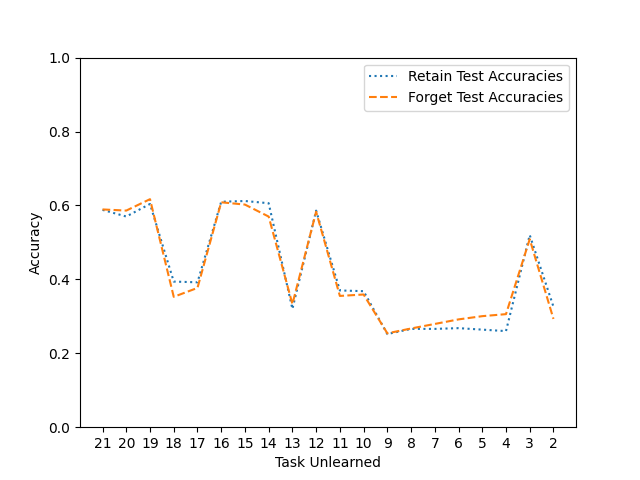 Retain Test Accuracies
Forget Test Accuracies
Accuracy
1.0
0.8
0.6
0.4
0.2
0.0
21 20 19 18 17 16 15 14 13 12 11 10 9 8 7 6 5 4 3 2
Task Unlearned